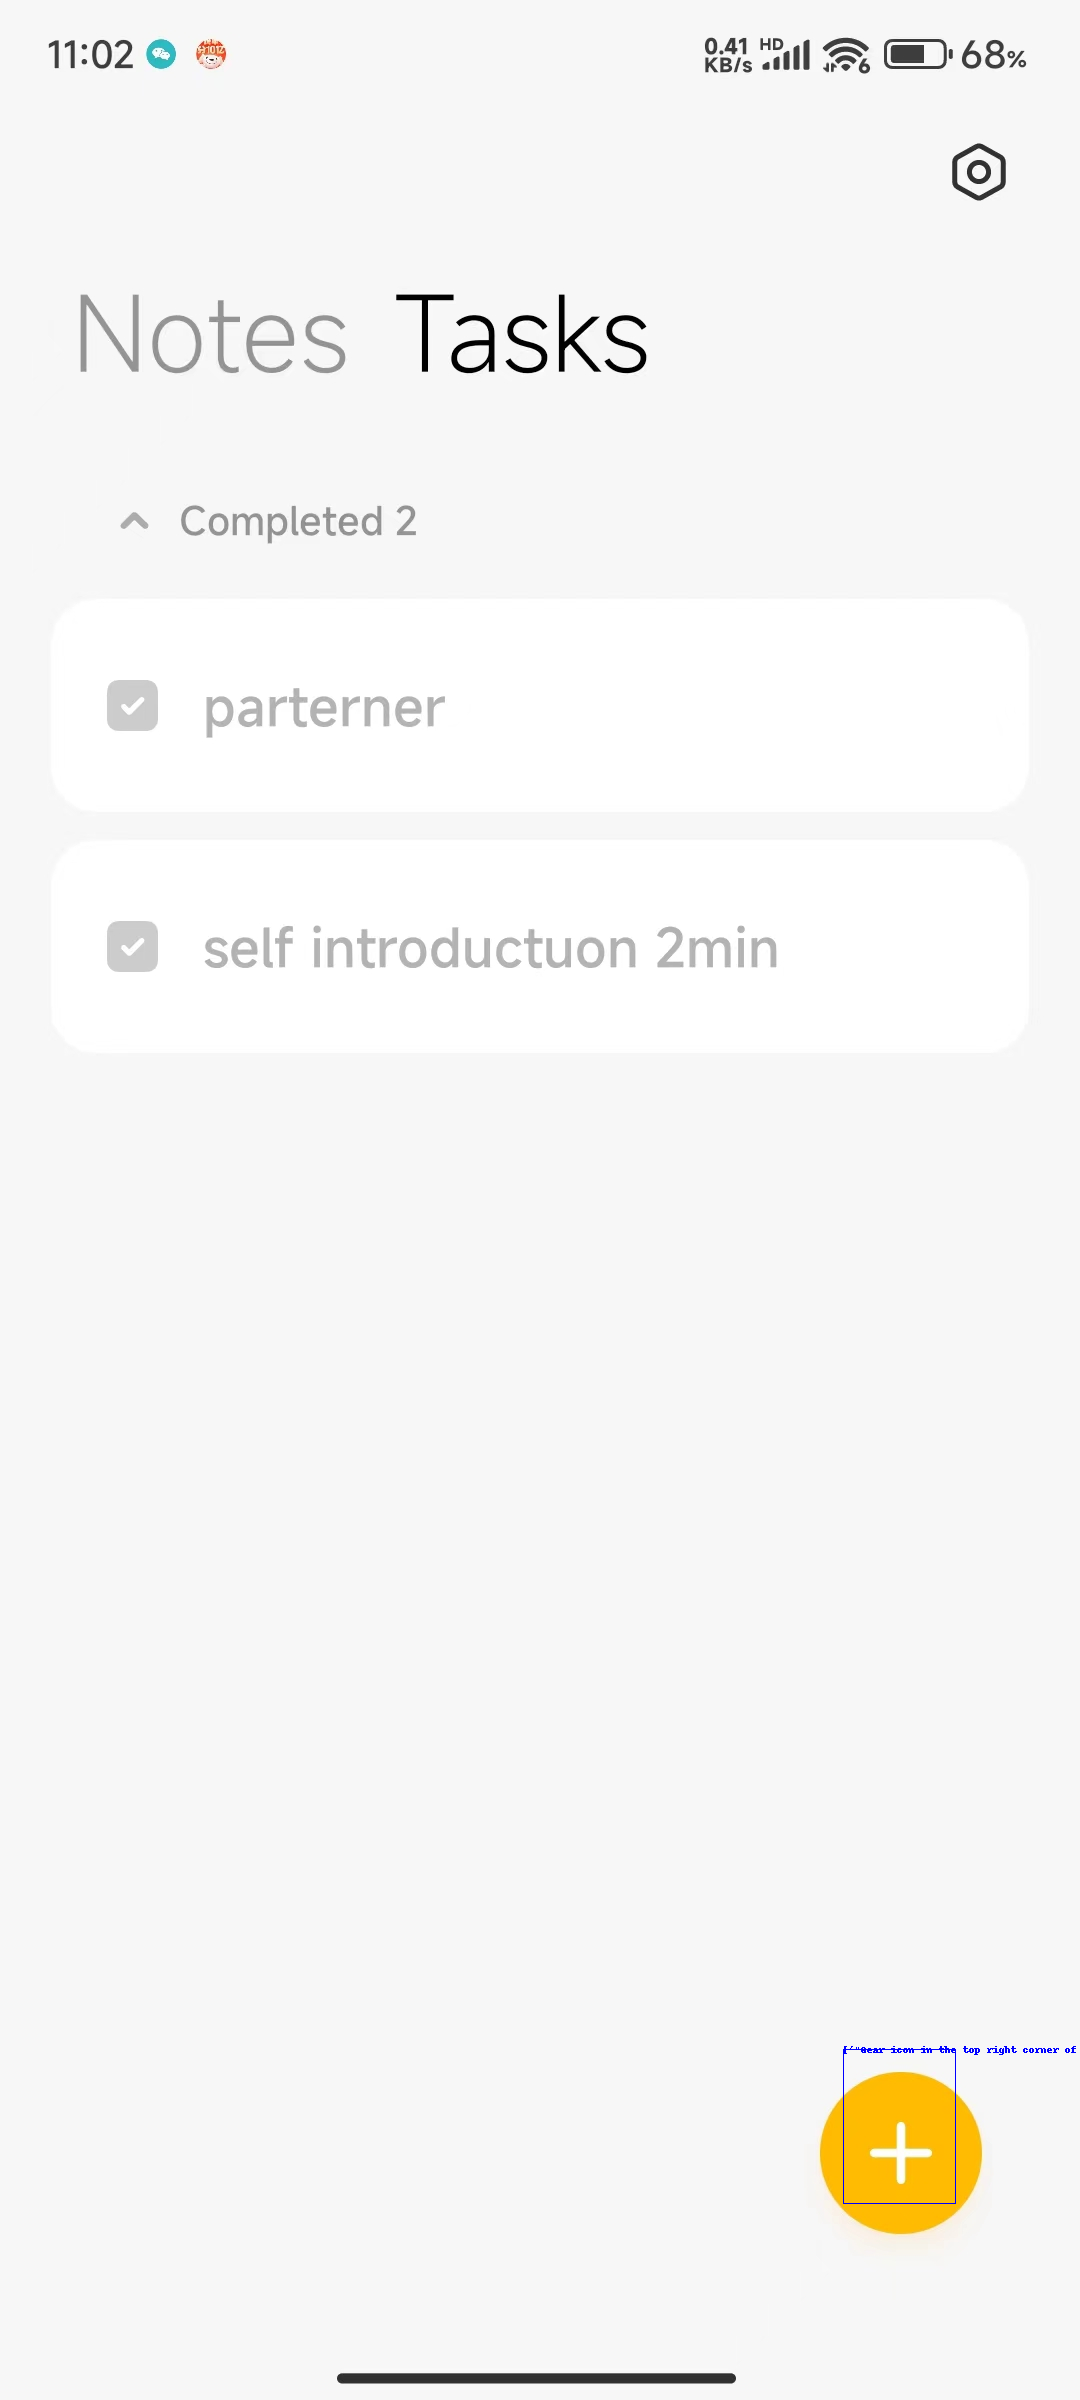 11:02
0.41 KB/s HD 6 68%
Notes Tasks
Completed 2
parterner
self introductuon 2min
Gear icon in the top right corner of